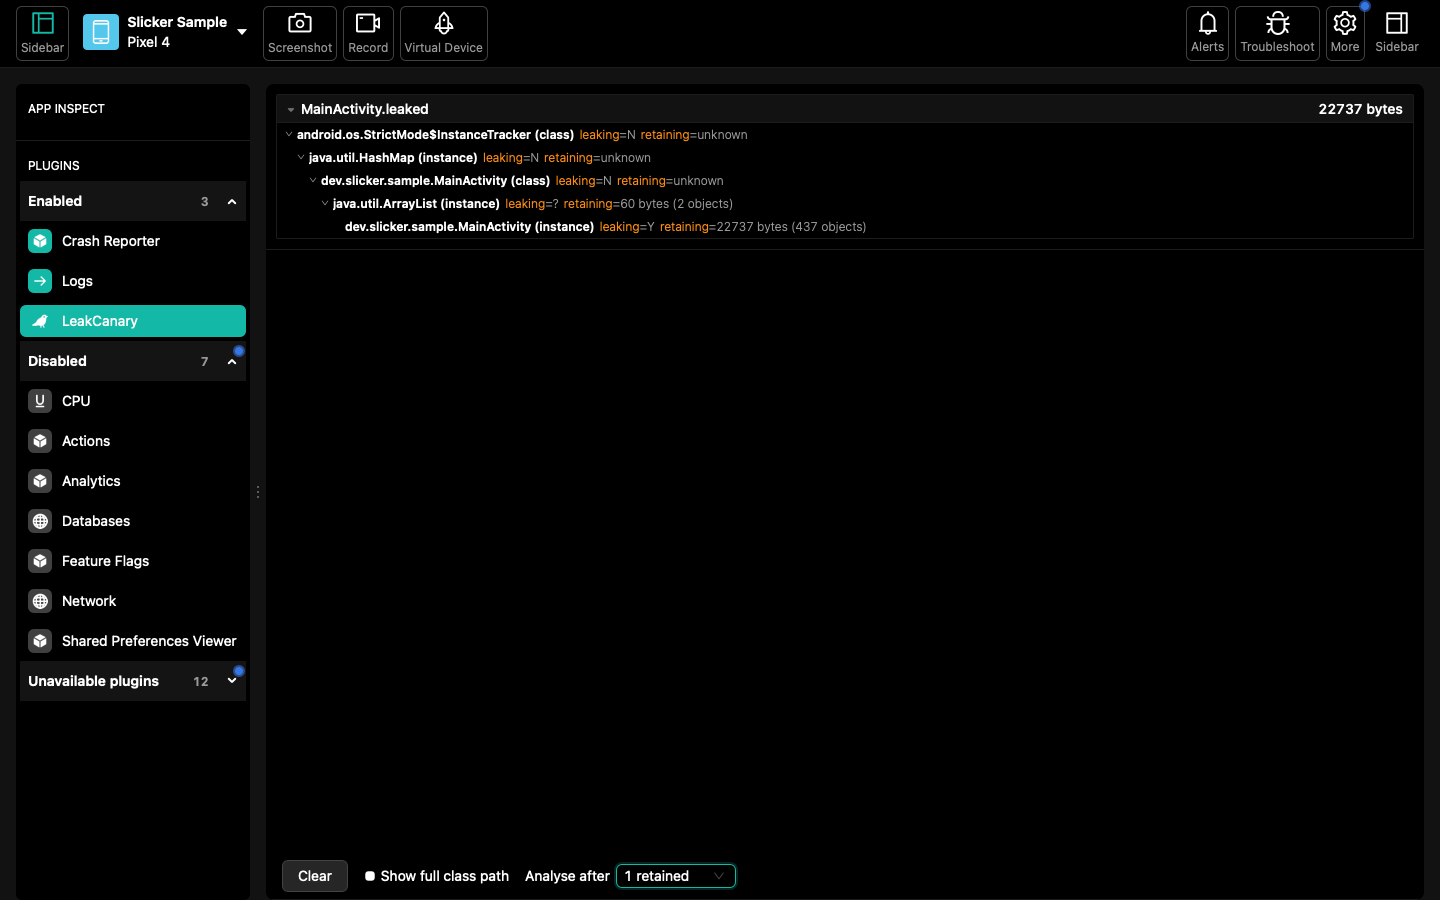 Sidebar
Slicker Sample
Pixel 4
Screenshot
Record
Virtual Device
Alerts
Troubleshoot
More
Sidebar
APP INSPECT
PLUGINS
Enabled 3
Crash Reporter
Logs
LeakCanary
Disabled 7
CPU
Actions
Analytics
Databases
Feature Flags
Network
Shared Preferences Viewer
Unavailable plugins 12
MainActivity.leaked 22737 bytes
android.os.StrictMode$InstanceTracker (class) leaking=N retaining=unknown
java.util.HashMap (instance) leaking=N retaining=unknown
dev.slicker.sample.MainActivity (class) leaking=N retaining=unknown
java.util.ArrayList (instance) leaking=? retaining=60 bytes (2 objects)
dev.slicker.sample.MainActivity (instance) leaking=Y retaining=22737 bytes (437 objects)
Clear Show full class path Analyse after 1 retained